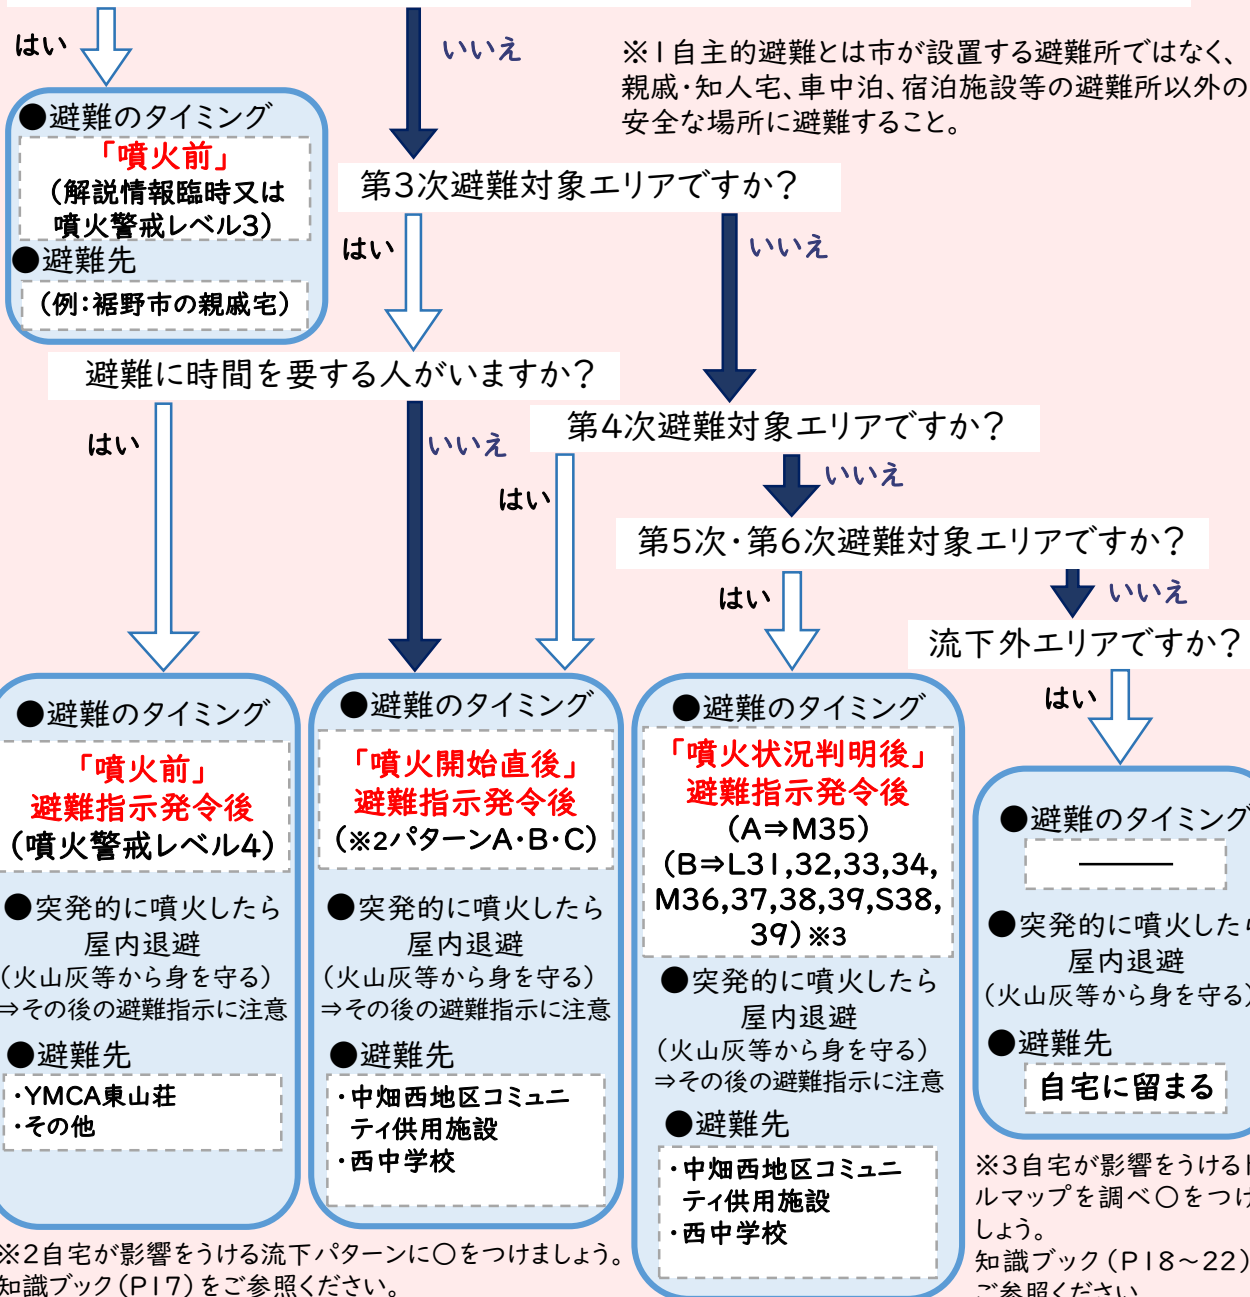 はい
いいえ
※1自主的避難とは市が設置する避難所ではなく、
親戚・知人宅、車中泊、宿泊施設等の避難所以外の
安全な場所に避難すること。
●避難のタイミング
「噴火前」
(解説情報臨時又は
噴火警戒レベル3)
●避難先
(例:裾野市の親戚宅)
第3次避難対象エリアですか?
はい
いいえ
避難に時間を要する人がいますか?
はい
いいえ
第4次避難対象エリアですか?
はい
いいえ
第5次・第6次避難対象エリアですか?
はい
いいえ
流下外エリアですか?
はい
●避難のタイミング
「噴火前」
避難指示発令後
(噴火警戒レベル4)
●突発的に噴火したら
屋内退避
(火山灰等から身を守る)
⇒その後の避難指示に注意
●避難先
・YMCA東山荘
・その他
●避難のタイミング
「噴火開始直後」
避難指示発令後
(※2パターンA・B・C)
●突発的に噴火したら
屋内退避
(火山灰等から身を守る)
⇒その後の避難指示に注意
●避難先
・中畑西地区コミュニ
ティ供用施設
・西中学校
●避難のタイミング
「噴火状況判明後」
避難指示発令後
(A⇒M35)
(B⇒L31,32,33,34,
M36,37,38,39,S38,
39)※3
●突発的に噴火したら
屋内退避
(火山灰等から身を守る)
⇒その後の避難指示に注意
●避難先
・中畑西地区コミュニ
ティ供用施設
・西中学校
●避難のタイミング
―――
●突発的に噴火したら
屋内退避
(火山灰等から身を守る)
●避難先
自宅に留まる
※2自宅が影響をうける流下パターンに○をつけましょう。
知識ブック(P17)をご参照ください。
※3自宅が影響をうけるド
ルマップを調べ○をつけ
しょう。
知識ブック(P18~22)
ご参照ください